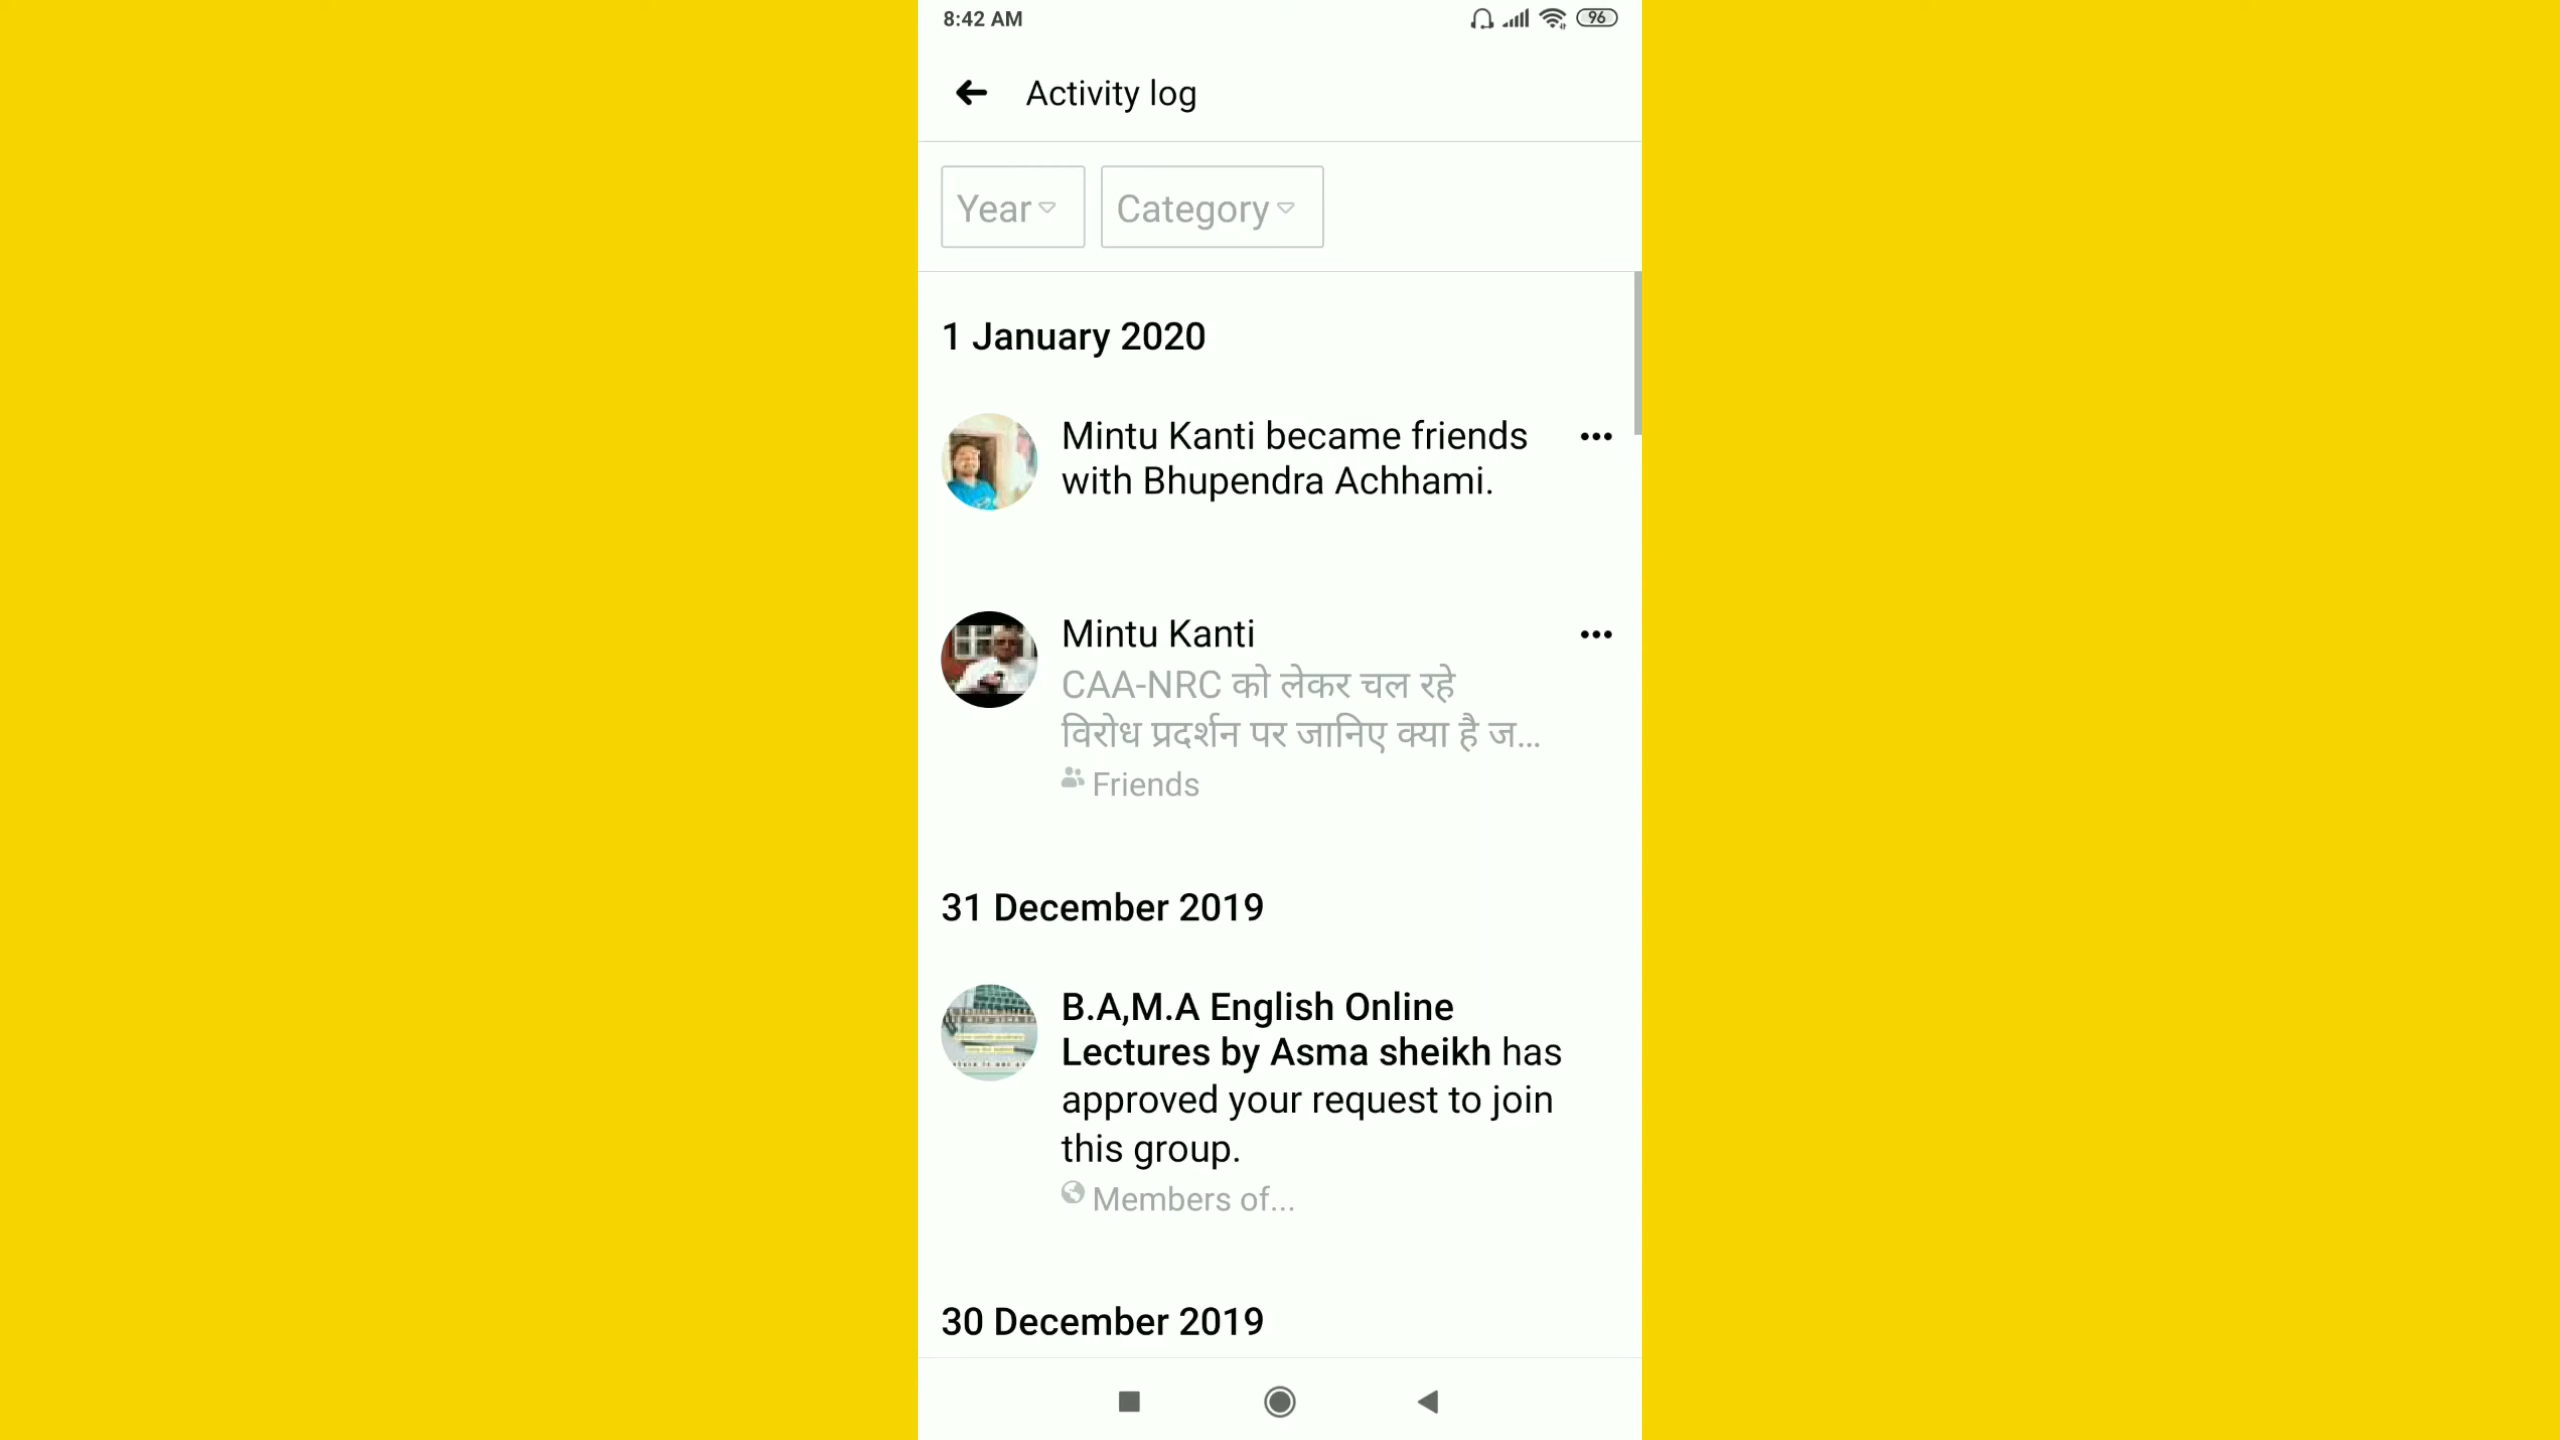 8:42 AM
96
Activity log
Year
Category
1 January 2020
Mintu Kanti became friends
with Bhupendra Achhami.
Mintu Kanti
CAA-NRC को लेकर चल रहे
विरोध प्रदर्शन पर जानिए क्या है ज...
Friends
31 December 2019
B.A,M.A English Online
Lectures by Asma sheikh has
approved your request to join
this group.
Members of...
30 December 2019